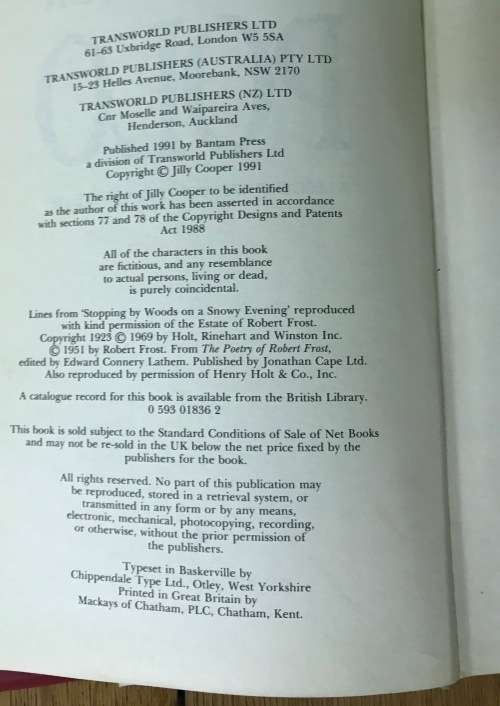 TRANSWORLD PUBLISHERS LTD
61-63 Uxbridge Road, London W5 5SA
TRANSWORLD PUBLISHERS (AUSTRALIA) PTY LTD
15-23 Helles Avenue, Moorebank, NSW 2170
TRANSWORLD PUBLISHERS (NZ) LTD
Cnr Moselle and Waipareira Aves,
Henderson, Auckland
Published 1991 by Bantam Press
a division of Transworld Publishers Ltd
Copyright © Jilly Cooper 1991
The right of Jilly Cooper to be identified
as the author of this work has been asserted in accordance
with sections 77 and 78 of the Copyright Designs and Patents
Act 1988
All of the characters in this book
are fictitious, and any resemblance
to actual persons, living or dead,
is purely coincidental.
Lines from 'Stopping by Woods on a Snowy Evening' reproduced
with kind permission of the Estate of Robert Frost.
Copyright 1923 © 1969 by Holt, Rinehart and Winston Inc.
© 1951 by Robert Frost. From The Poetry of Robert Frost,
edited by Edward Connery Lathem. Published by Jonathan Cape Ltd.
Also reproduced by permission of Henry Holt & Co., Inc.
A catalogue record for this book is available from the British Library.
0 593 01836 2
This book is sold subject to the Standard Conditions of Sale of Net Books
and may not be re-sold in the UK below the net price fixed by the
publishers for the book.
All rights reserved. No part of this publication may
be reproduced, stored in a retrieval system, or
transmitted in any form or by any means,
electronic, mechanical, photocopying, recording,
or otherwise, without the prior permission of
the publishers.
Typeset in Baskerville by
Chippendale Type Ltd., Otley, West Yorkshire
Printed in Great Britain by
Mackays of Chatham, PLC, Chatham, Kent.